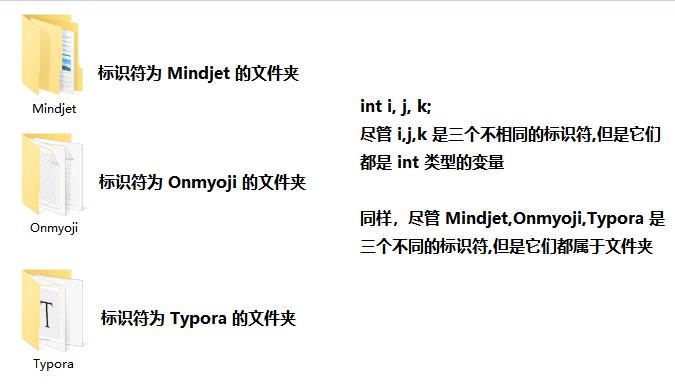 标识符为 Mindjet 的文件夹
Mindjet
标识符为 Onmyoji 的文件夹
Onmyoji
T
标识符为 Typora 的文件夹
Typora
int i, j, k;
尽管 i,j,k 是三个不相同的标识符,但是它们
都是 int 类型的变量
同样，尽管 Mindjet,Onmyoji,Typora 是
三个不同的标识符,但是它们都属于文件夹